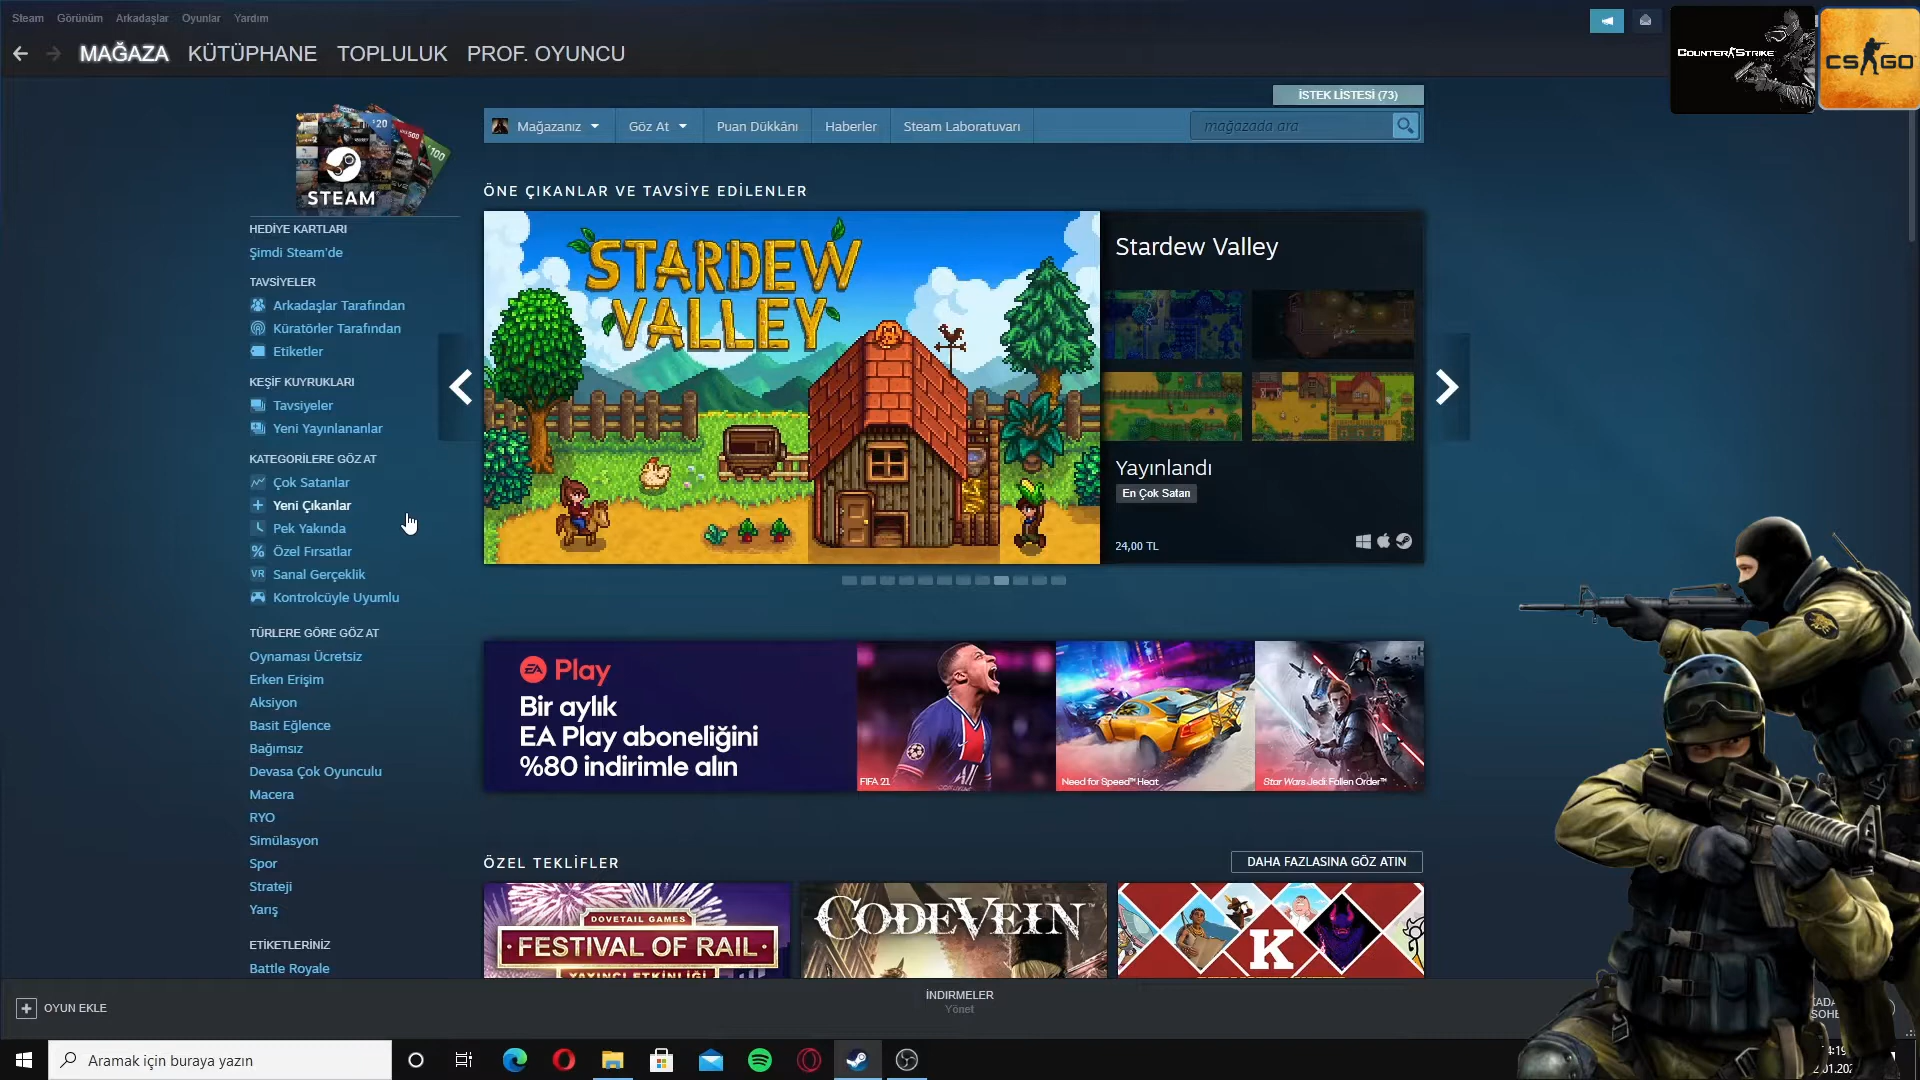 Steam Görünüm Arkadaşlar Oyunlar Yardım
MAĞAZA KÜTÜPHANE TOPLULUK PROF. OYUNCU
COUNTER STRIKE
CS GO
İSTEK LİSTESİ (73)
Mağazanız Göz At Puan Dükkânı Haberler Steam Laboratuvarı
mağazada ara
STEAM
$20
500
100
HEDİYE KARTLARI
Şimdi Steam'de
TAVSİYELER
Arkadaşlar Tarafından
Küratörler Tarafından
Etiketler
KEŞİF KUYRUKLARI
Tavsiyeler
Yeni Yayınlananlar
KATEGORİLERE GÖZ AT
Çok Satanlar
Yeni Çıkanlar
Pek Yakında
% Özel Fırsatlar
VR Sanal Gerçeklik
Kontrolcüyle Uyumlu
TÜRLERE GÖRE GÖZ AT
Oynaması Ücretsiz
Erken Erişim
Aksiyon
Basit Eğlence
Bağımsız
Devasa Çok Oyunculu
Macera
RYO
Simülasyon
Spor
Strateji
Yarış
ETİKETLERİNİZ
Battle Royale
ÖNE ÇIKANLAR VE TAVSİYE EDİLENLER
STARDEW
VALLEY
Stardew Valley
Yayınlandı
En Çok Satan
24,00 TL
EA Play
Bir aylık
EA Play aboneliğini
%80 indirimle alın
FIFA 21
Need for Speed™ Heat
Star Wars Jedi: Fallen Order™
ÖZEL TEKLİFLER
DAHA FAZLASINA GÖZ ATIN
DOVETAIL GAMES
FESTIVAL OF RAIL
YAYINCI ETKİNLİĞİ
CODE VEIN
K
OYUN EKLE
İNDİRMELER
Yönet
Aramak için buraya yazın